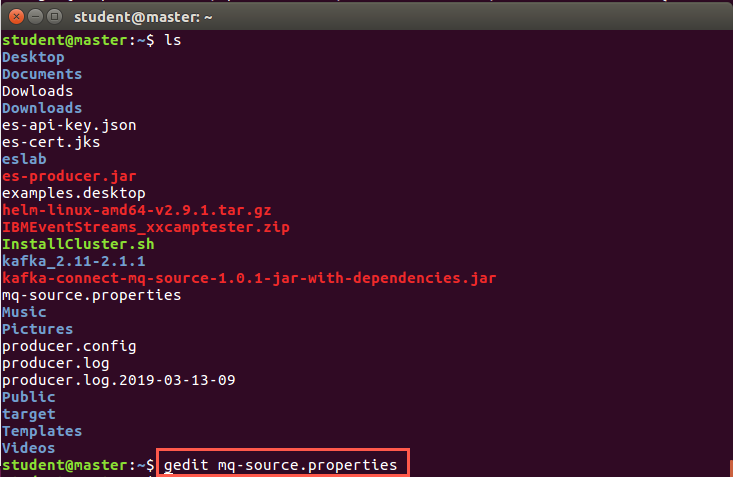 student@master: ~
student@master:~$ ls
Desktop
Documents
Dowloads
Downloads
es-api-key.json
es-cert.jks
eslab
es-producer.jar
examples.desktop
helm-linux-amd64-v2.9.1.tar.gz
IBMEventStreams_xxcamptester.zip
InstallCluster.sh
kafka_2.11-2.1.1
kafka-connect-mq-source-1.0.1-jar-with-dependencies.jar
mq-source.properties
Music
Pictures
producer.config
producer.log
producer.log.2019-03-13-09
Public
target
Templates
Videos
student@master:~$ gedit mq-source.properties